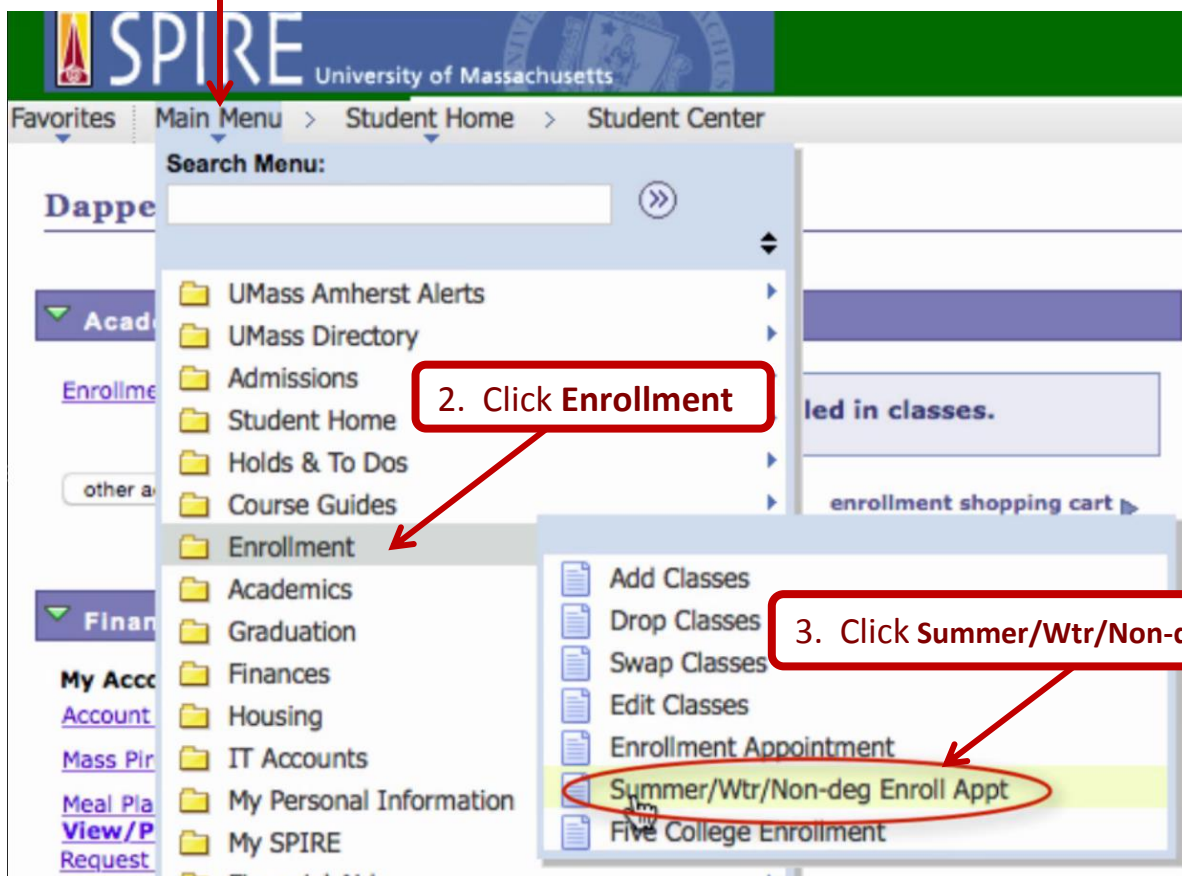 SPIRE University of Massachusetts
Favorites Main Menu > Student Home > Student Center
Search Menu:
Dappe
UMass Amherst Alerts
Acad
UMass Directory
Enrollme
Admissions
2. Click Enrollment
led in classes.
Student Home
Holds & To Dos
other a
Course Guides
enrollment shopping cart
Enrollment
Add Classes
Academics
Drop Classes
Finan
Graduation
3. Click Summer/Wtr/Non-d
Swap Classes
My Acco
Finances
Account
Housing
Edit Classes
Mass Pir
IT Accounts
Enrollment Appointment
Meal Pla
My Personal Information
Summer/Wtr/Non-deg Enroll Appt
View/P
My SPIRE
Five College Enrollment
Request